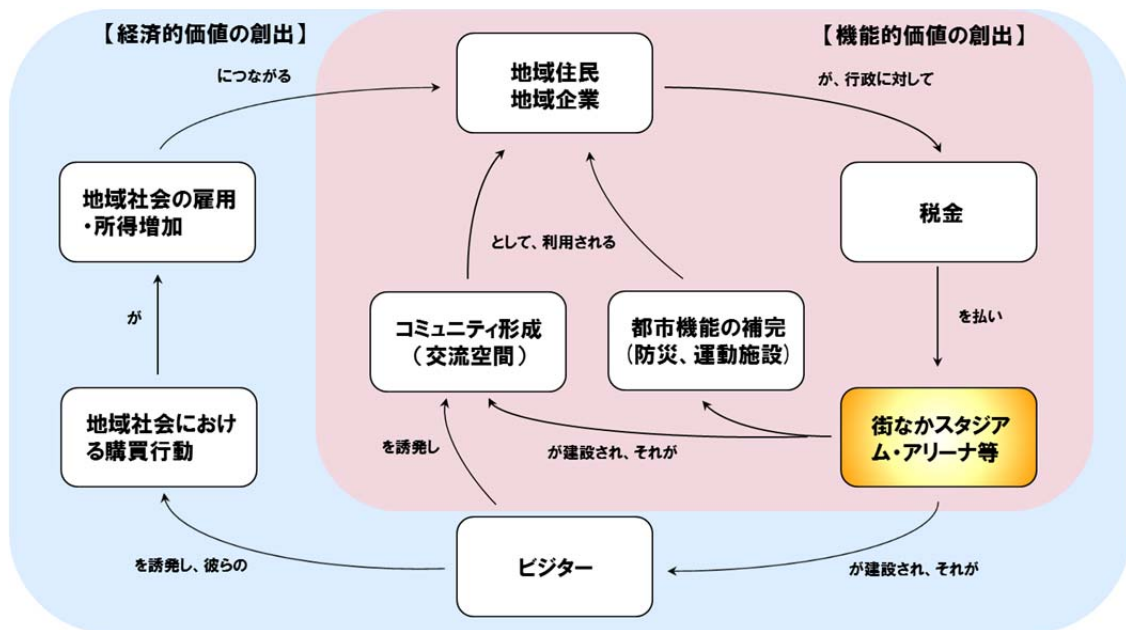 【経済的価値の創出】
【機能的価値の創出】
につながる
地域住民
地域企業
が、行政に対して
地域社会の雇用
・所得増加
税金
として、利用される
が
コミュニティ形成
（交流空間）
都市機能の補完
(防災、運動施設)
を払い
地域社会におけ
る購買行動
を誘発し
が建設され、それが
街なかスタジア
ム・アリーナ等
を誘発し、彼らの
ビジター
が建設され、それが